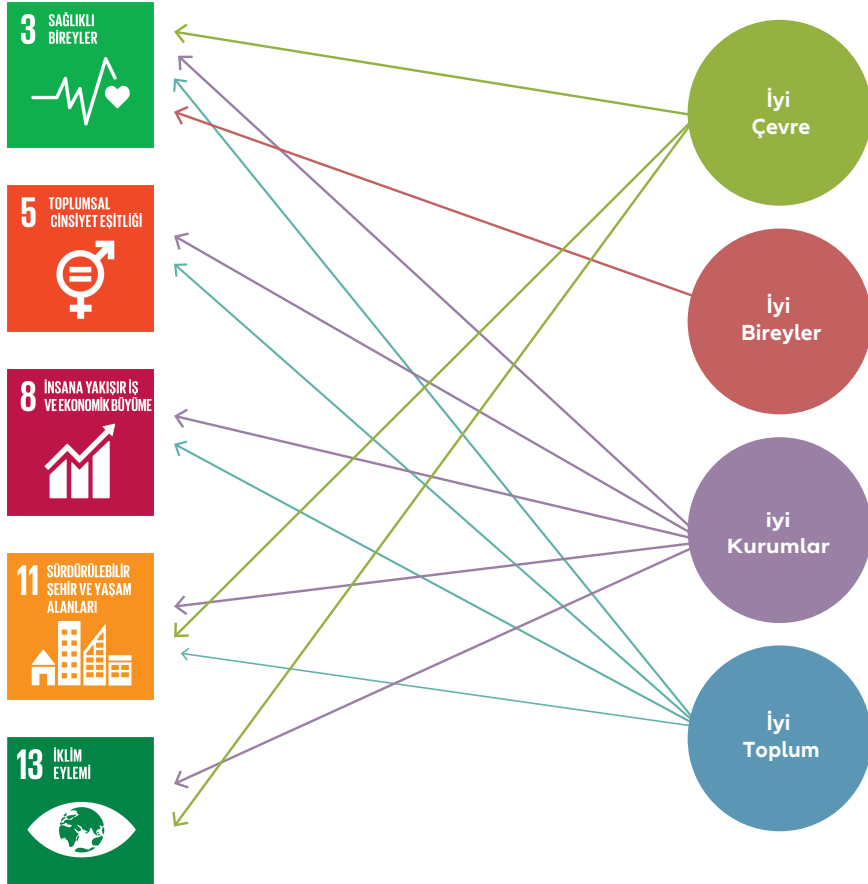 3 SAĞLIKLI
BİREYLER
5 TOPLUMSAL
CİNSİYET EŞİTLİĞİ
8 İNSANA YAKIŞIR İŞ
VE EKONOMİK BÜYÜME
11 SÜRDÜRÜLEBİLİR
ŞEHİR VE YAŞAM
ALANLARI
13 İKLİM
EYLEMİ
İyi
Çevre
İyi
Bireyler
iyi
Kurumlar
İyi
Toplum